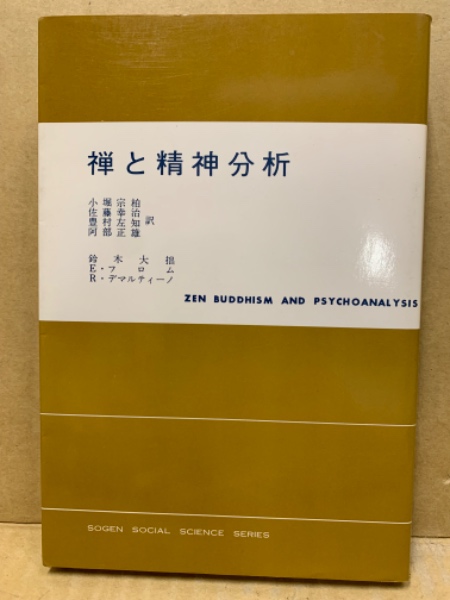 禅と精神分析
小堀宗柏
佐藤幸治
豊村左知 訳
阿部正雄
鈴木大拙
E・フロム
R・デマルティーノ
ZEN BUDDHISM AND PSYCHOANALYSIS
SOGEN SOCIAL SCIENCE SERIES